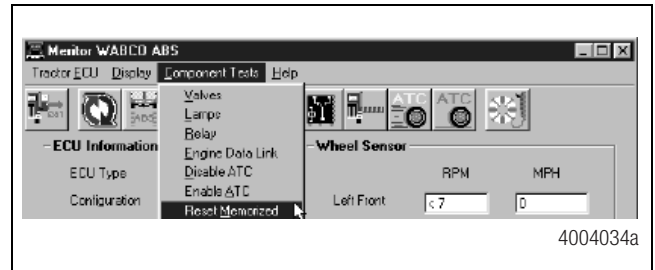 Meritor WABCO ABS
Tractor ECU Display Component Tests Help
Valves
Lamps
Relay
Engine Data Link
Disable ATC
Enable ATC
Reset Memorized
ATC ATC
ECU Information
ECU Type
Configuration
Wheel Sensor
RPM MPH
Left Front < 7 0
4004034a